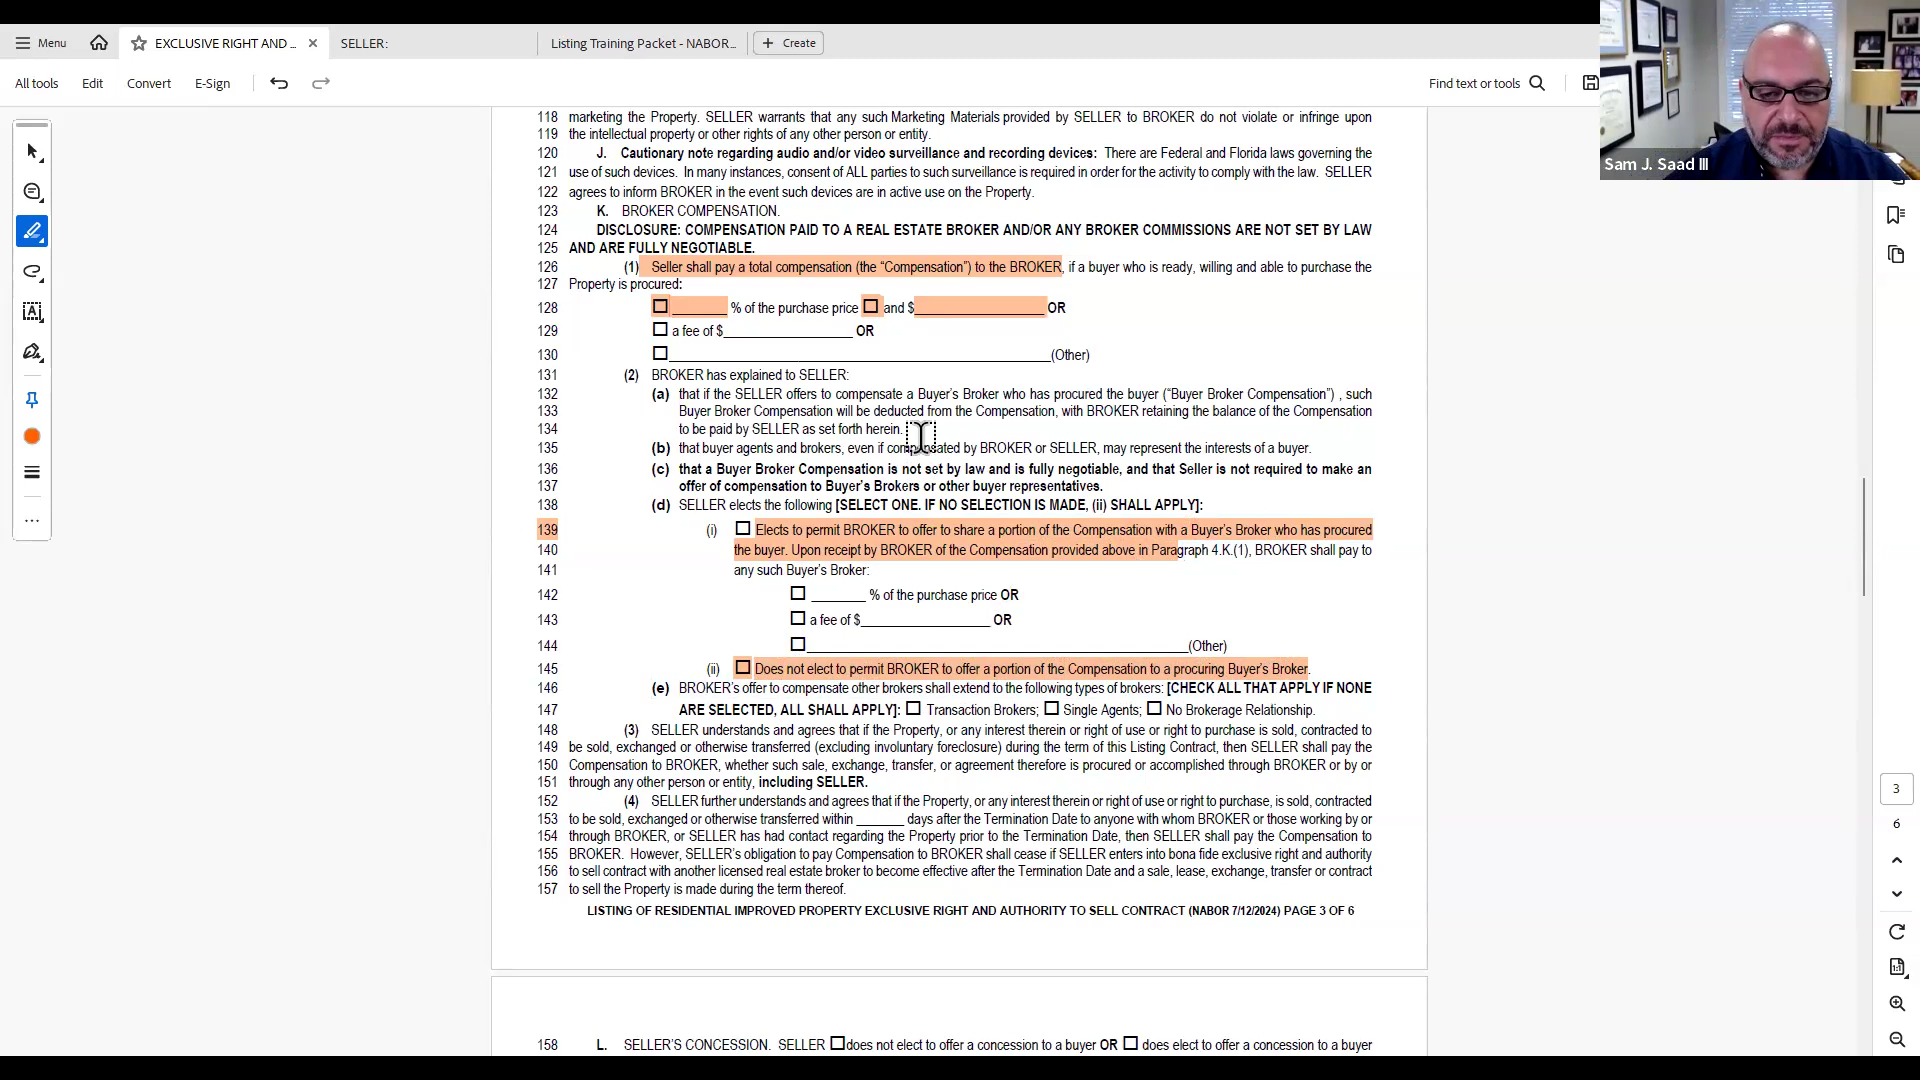 Menu
EXCLUSIVE RIGHT AND ...
SELLER:
Listing Training Packet - NABOR...
Create
All tools
Edit
Convert
E-Sign
Find text or tools
Sam J. Saad III
118 marketing the Property. SELLER warrants that any such Marketing Materials provided by SELLER to BROKER do not violate or infringe upon
119 the intellectual property or other rights of any other person or entity.
120 J. Cautionary note regarding audio and/or video surveillance and recording devices: There are Federal and Florida laws governing the
121 use of such devices. In many instances, consent of ALL parties to such surveillance is required in order for the activity to comply with the law. SELLER
122 agrees to inform BROKER in the event such devices are in active use on the Property.
123 K. BROKER COMPENSATION.
124 DISCLOSURE: COMPENSATION PAID TO A REAL ESTATE BROKER AND/OR ANY BROKER COMMISSIONS ARE NOT SET BY LAW
125 AND ARE FULLY NEGOTIABLE.
126 (1) Seller shall pay a total compensation (the “Compensation”) to the BROKER, if a buyer who is ready, willing and able to purchase the
127 Property is procured:
128 ☐ _______ % of the purchase price ☐ and $_________________ OR
129 ☐ a fee of $_________________ OR
130 ☐__________________________________________________(Other)
131 (2) BROKER has explained to SELLER:
132 (a) that if the SELLER offers to compensate a Buyer’s Broker who has procured the buyer (“Buyer Broker Compensation”) , such
133 Buyer Broker Compensation will be deducted from the Compensation, with BROKER retaining the balance of the Compensation
134 to be paid by SELLER as set forth herein.
135 (b) that buyer agents and brokers, even if compensated by BROKER or SELLER, may represent the interests of a buyer.
136 (c) that a Buyer Broker Compensation is not set by law and is fully negotiable, and that Seller is not required to make an
137 offer of compensation to Buyer’s Brokers or other buyer representatives.
138 (d) SELLER elects the following [SELECT ONE. IF NO SELECTION IS MADE, (ii) SHALL APPLY]:
139 (i) ☐ Elects to permit BROKER to offer to share a portion of the Compensation with a Buyer’s Broker who has procured
140 the buyer. Upon receipt by BROKER of the Compensation provided above in Paragraph 4.K.(1), BROKER shall pay to
141 any such Buyer’s Broker:
142 ☐ _______ % of the purchase price OR
143 ☐ a fee of $_________________ OR
144 ☐__________________________________________________(Other)
145 (ii) ☐ Does not elect to permit BROKER to offer a portion of the Compensation to a procuring Buyer’s Broker.
146 (e) BROKER’s offer to compensate other brokers shall extend to the following types of brokers: [CHECK ALL THAT APPLY IF NONE
147 ARE SELECTED, ALL SHALL APPLY]: ☐ Transaction Brokers; ☐ Single Agents; ☐ No Brokerage Relationship.
148 (3) SELLER understands and agrees that if the Property, or any interest therein or right of use or right to purchase is sold, contracted to
149 be sold, exchanged or otherwise transferred (excluding involuntary foreclosure) during the term of this Listing Contract, then SELLER shall pay the
150 Compensation to BROKER, whether such sale, exchange, transfer, or agreement therefore is procured or accomplished through BROKER or by or
151 through any other person or entity, including SELLER.
152 (4) SELLER further understands and agrees that if the Property, or any interest therein or right of use or right to purchase, is sold, contracted
153 to be sold, exchanged or otherwise transferred within ______ days after the Termination Date to anyone with whom BROKER or those working by or
154 through BROKER, or SELLER has had contact regarding the Property prior to the Termination Date, then SELLER shall pay the Compensation to
155 BROKER. However, SELLER’s obligation to pay Compensation to BROKER shall cease if SELLER enters into bona fide exclusive right and authority
156 to sell contract with another licensed real estate broker to become effective after the Termination Date and a sale, lease, exchange, transfer or contract
157 to sell the Property is made during the term thereof.
LISTING OF RESIDENTIAL IMPROVED PROPERTY EXCLUSIVE RIGHT AND AUTHORITY TO SELL CONTRACT (NABOR 7/12/2024) PAGE 3 OF 6
158 L. SELLER’S CONCESSION. SELLER ☐does not elect to offer a concession to a buyer OR ☐ does elect to offer a concession to a buyer
3
6
1:1